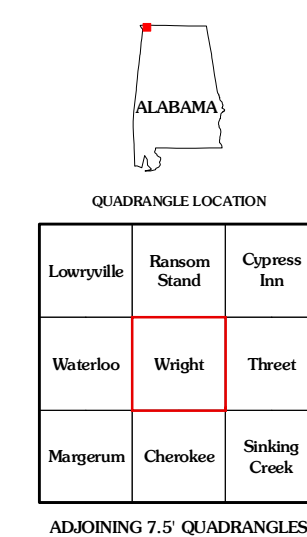 ALABAMA
QUADRANGLE LOCATION
Lowryville
Ransom
Stand
Cypress
Inn
Waterloo
Wright
Threet
Margerum
Cherokee
Sinking
Creek
ADJOINING 7.5' QUADRANGLES